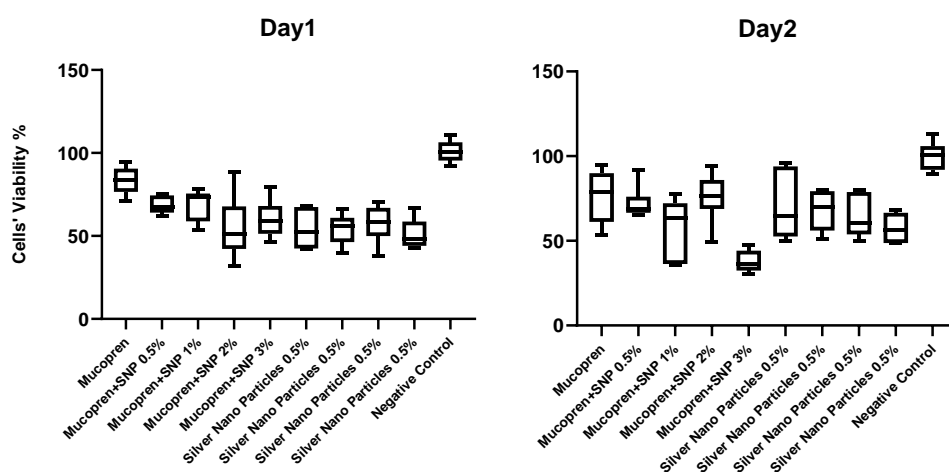 Day1
Cells' Viability %
150
100
50
0
Mucopren
Mucopren+SNP 0.5%
Mucopren+SNP 1%
Mucopren+SNP 2%
Mucopren+SNP 3%
Silver Nano Particles 0.5%
Silver Nano Particles 0.5%
Silver Nano Particles 0.5%
Silver Nano Particles 0.5%
Negative Control
Day2
150
100
50
0
Mucopren
Mucopren+SNP 0.5%
Mucopren+SNP 1%
Mucopren+SNP 2%
Mucopren+SNP 3%
Silver Nano Particles 0.5%
Silver Nano Particles 0.5%
Silver Nano Particles 0.5%
Silver Nano Particles 0.5%
Negative Control